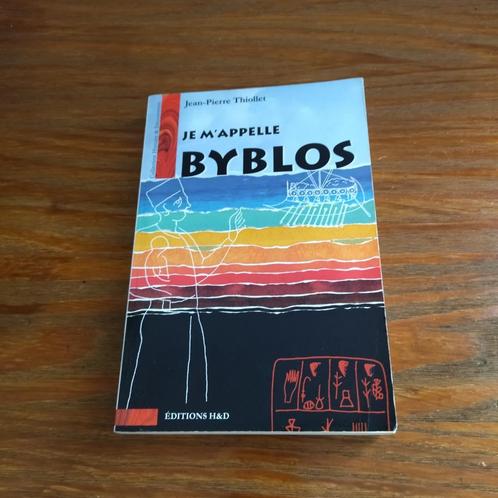 Jean-Pierre Thiollet
JE M'APPELLE
BYBLOS
ÉDITIONS H&D